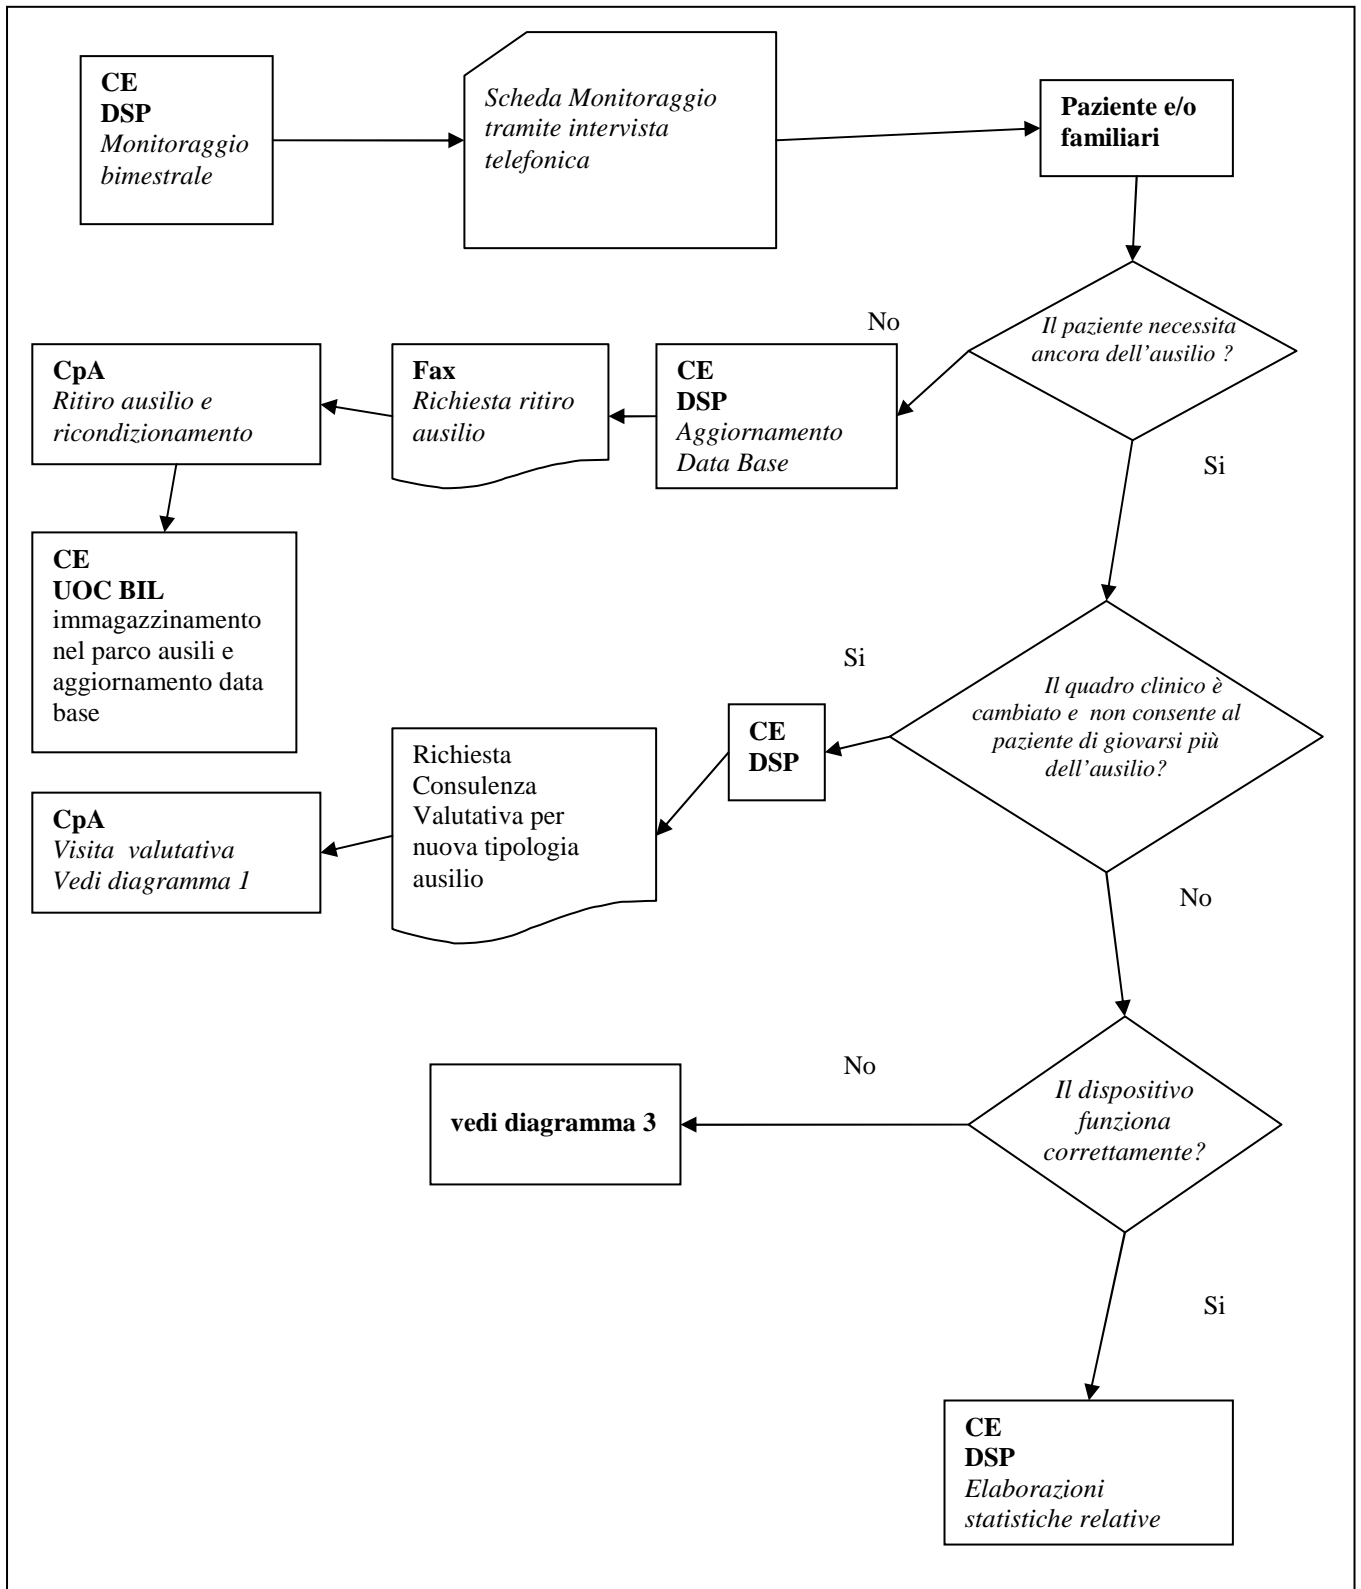 CE
DSP
Monitoraggio
bimestrale
Scheda Monitoraggio
tramite intervista
telefonica
Paziente e/o
familiari
Il paziente necessita
ancora dell'ausilio ?
No
Si
CE
DSP
Aggiornamento
Data Base
Fax
Richiesta ritiro
ausilio
CpA
Ritiro ausilio e
ricondizionamento
CE
UOC BIL
immagazzinamento
nel parco ausili e
aggiornamento data
base
Il quadro clinico è
cambiato e  non consente al
paziente di giovarsi più
dell'ausilio?
Si
No
CE
DSP
Richiesta
Consulenza
Valutativa per
nuova tipologia
ausilio
CpA
Visita  valutativa
Vedi diagramma 1
Il dispositivo
funziona
correttamente?
No
Si
vedi diagramma 3
CE
DSP
Elaborazioni
statistiche relative